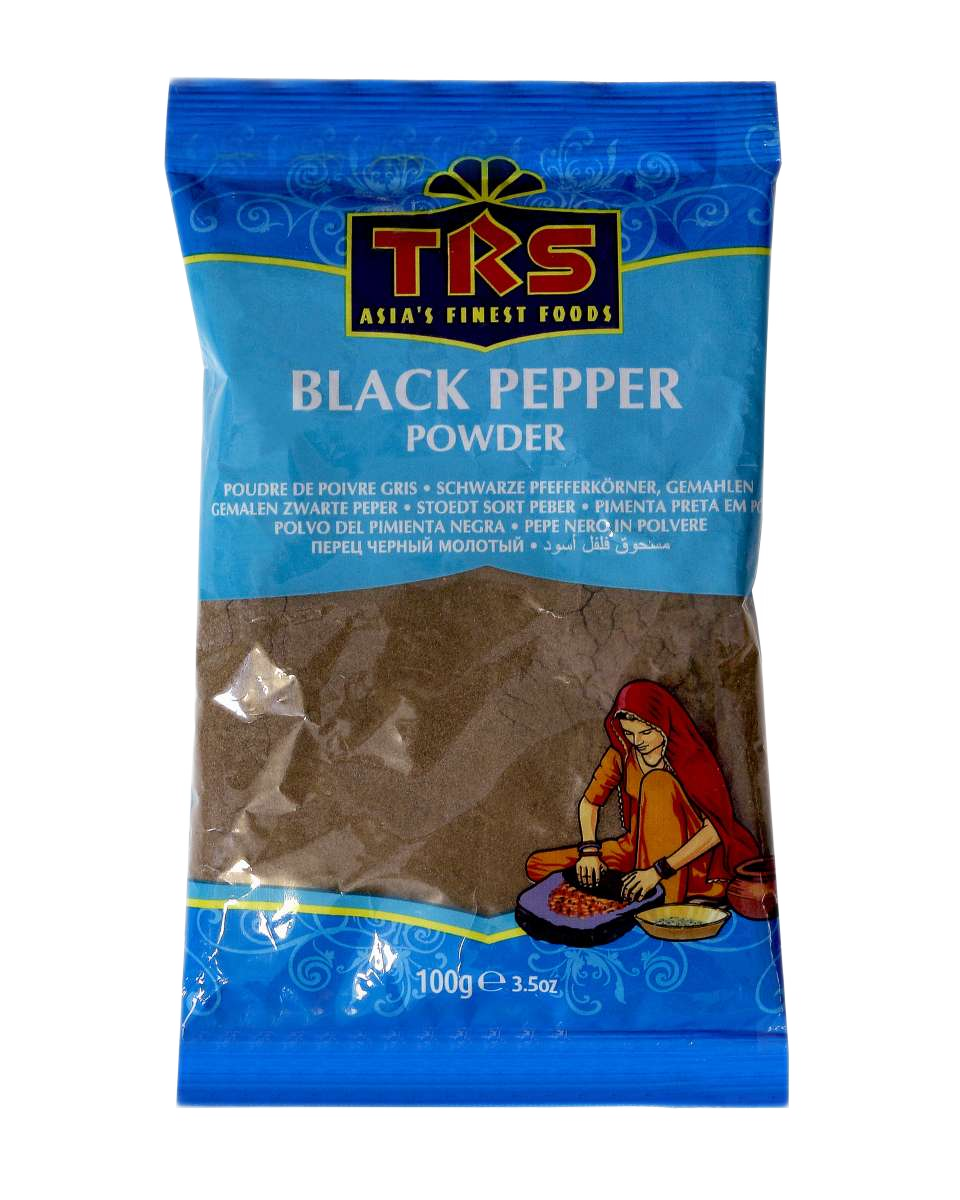 TRS
ASIA'S FINEST FOODS
BLACK PEPPER
POWDER
POUDRE DE POIVRE GRIS • SCHWARZE PFEFFERKÖRNER, GEMAHLEN
GEMALEN ZWARTE PEPER • STOEDT SORT PEBER • PIMENTA PRETA EM
POLVO DEL PIMIENTA NEGRA • PEPE NERO IN POLVERE
ПЕРЕЦ ЧЕРНЫЙ МОЛОТЫЙ • مسحوق فلفل أسود
100g ℮ 3.5oz